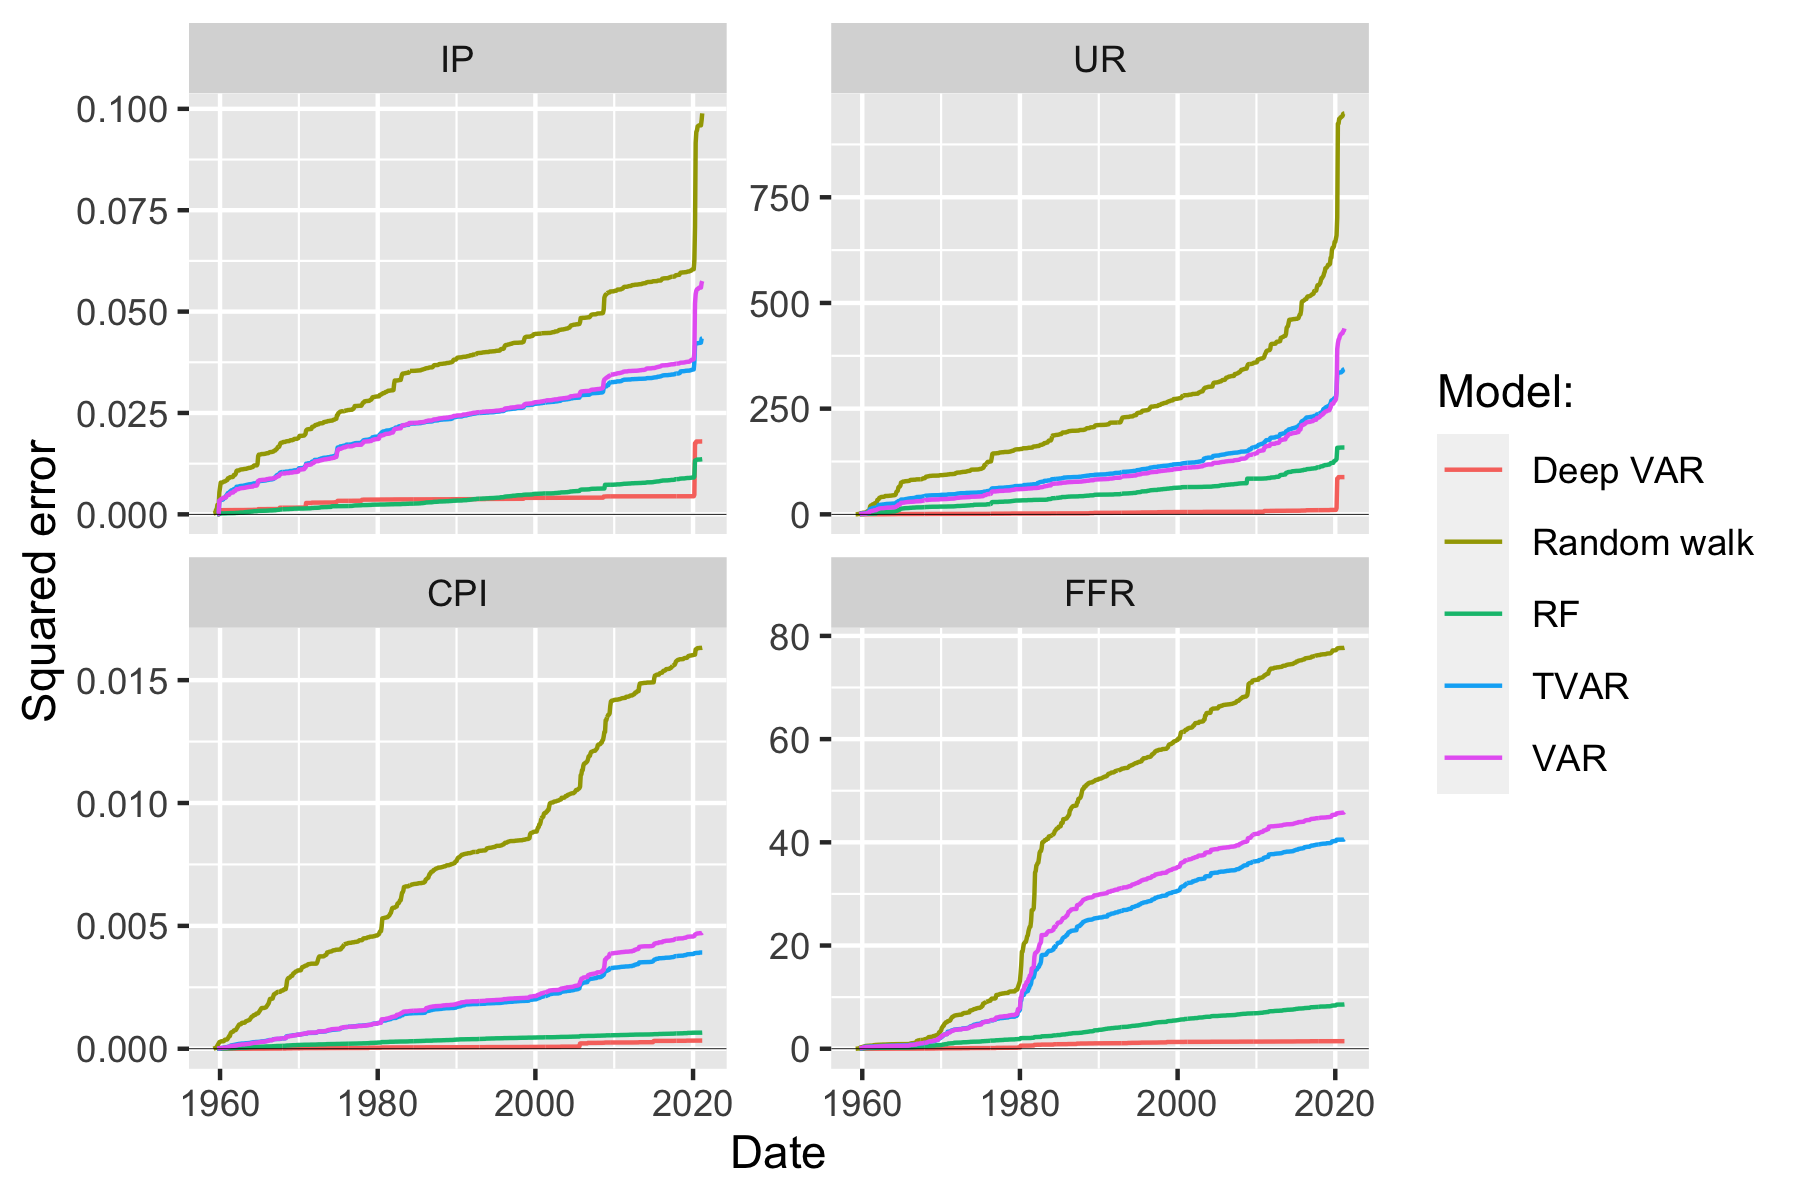 IP
UR
0.100
0.075
0.050
0.025
0.000
750
500
250
0
CPI
FFR
0.015
0.010
0.005
0.000
80
60
40
20
0
1960 1980 2000 2020
1960 1980 2000 2020
Squared error
Date
Model:
Deep VAR
Random walk
RF
TVAR
VAR